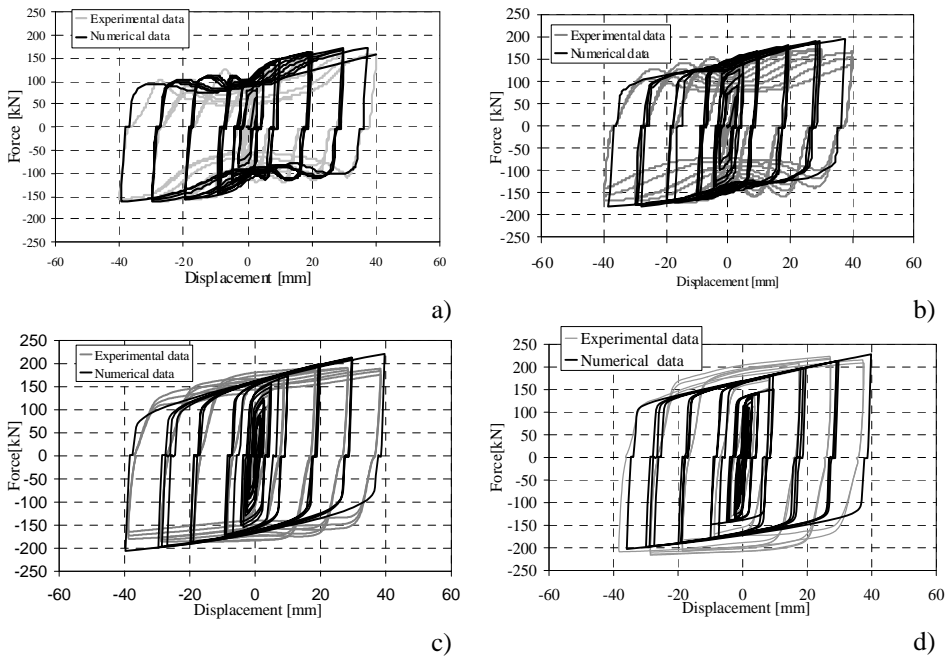 Experimental data
Numerical data
250
200
150
100
50
0
-50
-100
-150
-200
-250
Force [kN]
-60 -40 -20 0 20 40 60
Displacement [mm]
a)
Experimental data
Numerical data
250
200
150
100
50
0
-50
-100
-150
-200
-250
Force [kN]
-60 -40 -20 0 20 40 60
Displacement [mm]
b)
Experimental data
Numerical data
250
200
150
100
50
0
-50
-100
-150
-200
-250
Force[kN]
-60 -40 -20 0 20 40 60
Displacement [mm]
c)
Experimental data
Numerical data
250
200
150
100
50
0
-50
-100
-150
-200
-250
Force[kN]
-60 -40 -20 0 20 40 60
Displacement [mm]
d)